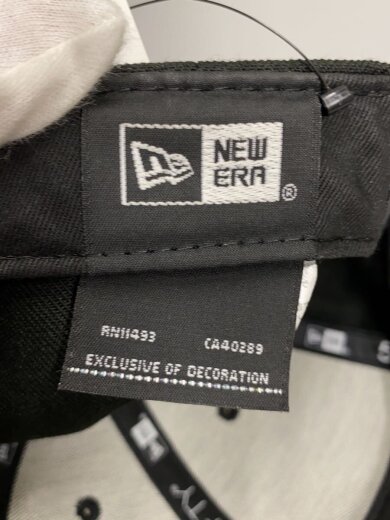 NEW
ERA®
RN11493 CA40289
EXCLUSIVE OF DECORATION